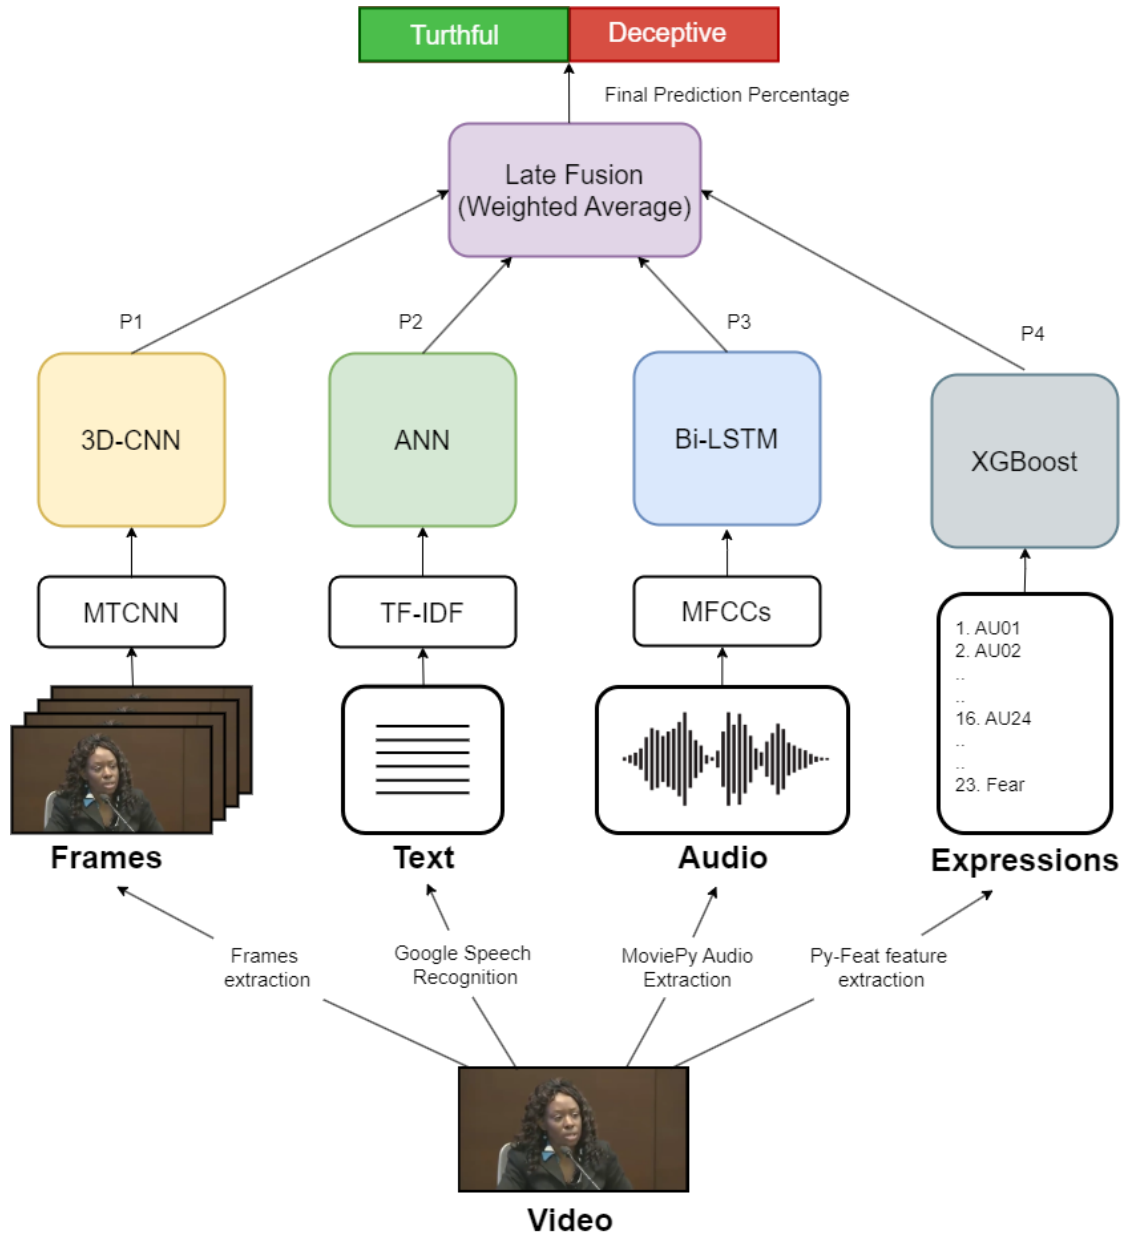 Turthful
Deceptive
Final Prediction Percentage
Late Fusion
(Weighted Average)
P1
P2
P3
P4
3D-CNN
ANN
Bi-LSTM
XGBoost
MTCNN
TF-IDF
MFCCs
1. AU01
2. AU02
..
..
16. AU24
..
..
23. Fear
Frames
Text
Audio
Expressions
Frames
extraction
Google Speech
Recognition
MoviePy Audio
Extraction
Py-Feat feature
extraction
Video